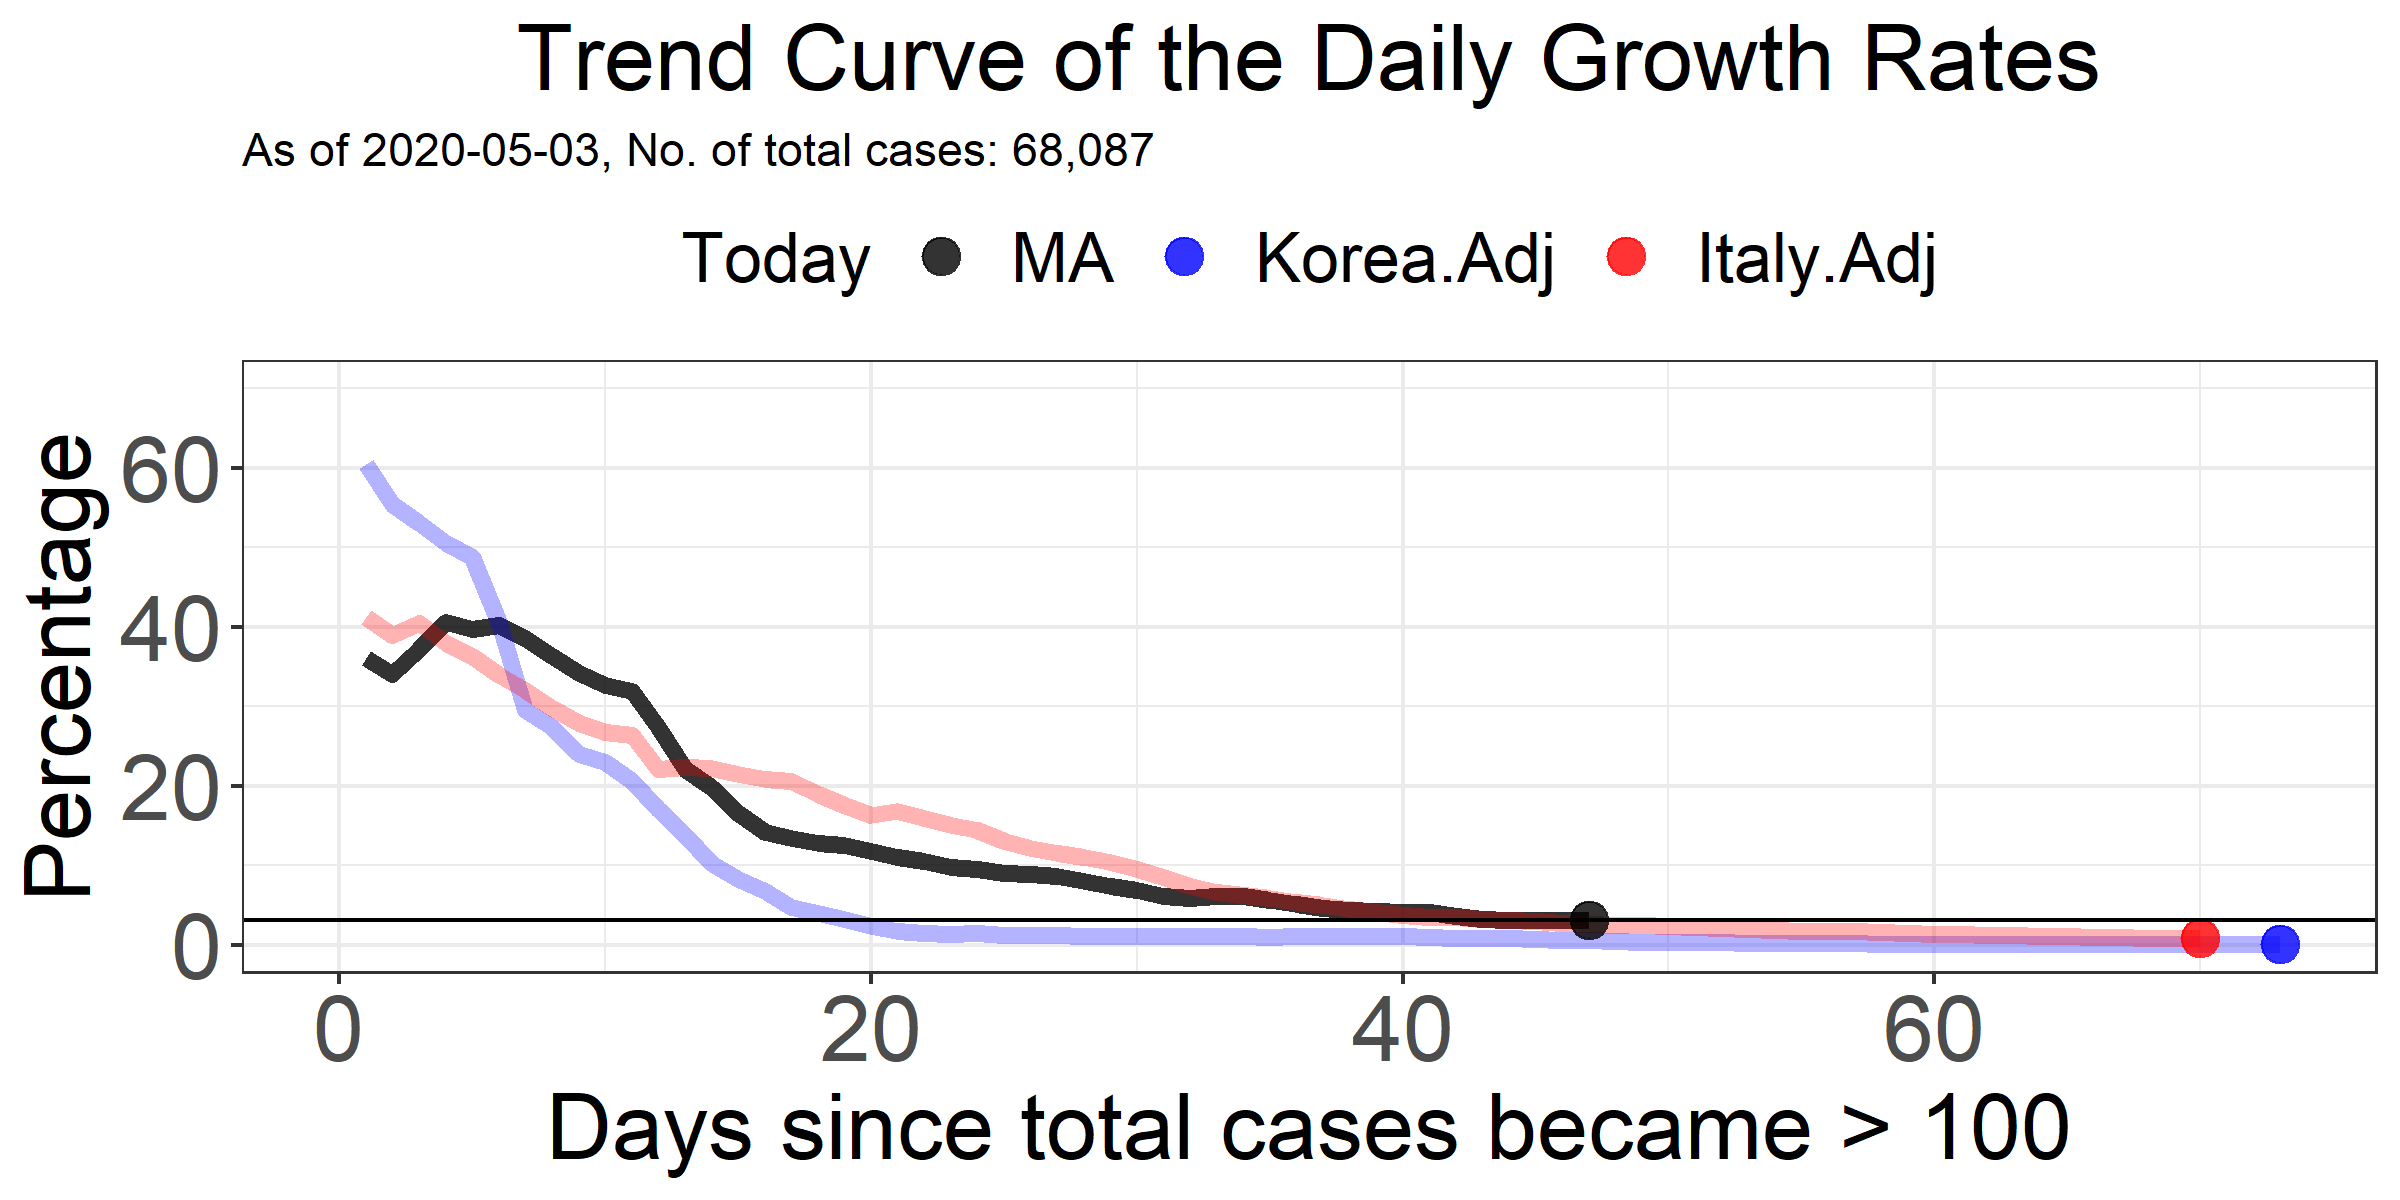 Trend Curve of the Daily Growth Rates
As of 2020-05-03, No. of total cases: 68,087
Today MA Korea.Adj Italy.Adj
Percentage
60
40
20
0
0 20 40 60
Days since total cases became > 100